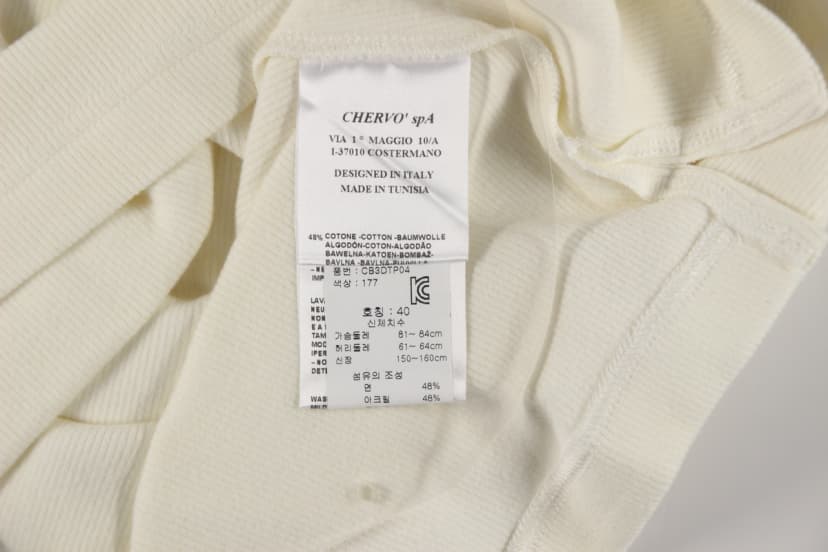 CHERVO' spA
VIA 1° MAGGIO 10/A
I-37010 COSTERMANO
DESIGNED IN ITALY
MADE IN TUNISIA
48% COTONE -COTTON -BAUMWOLLE
ALGODÓN-COTON-ALGODÃO
BAWELNA-KATOEN-BOMBAŽ-
품번 : CB3DTP04
색상 : 177
호칭 : 40
신체치수
가슴둘레 81~ 84cm
허리둘레 61~ 64cm
신장 150~160cm
섬유의 조성
면 48%
아크릴 48%